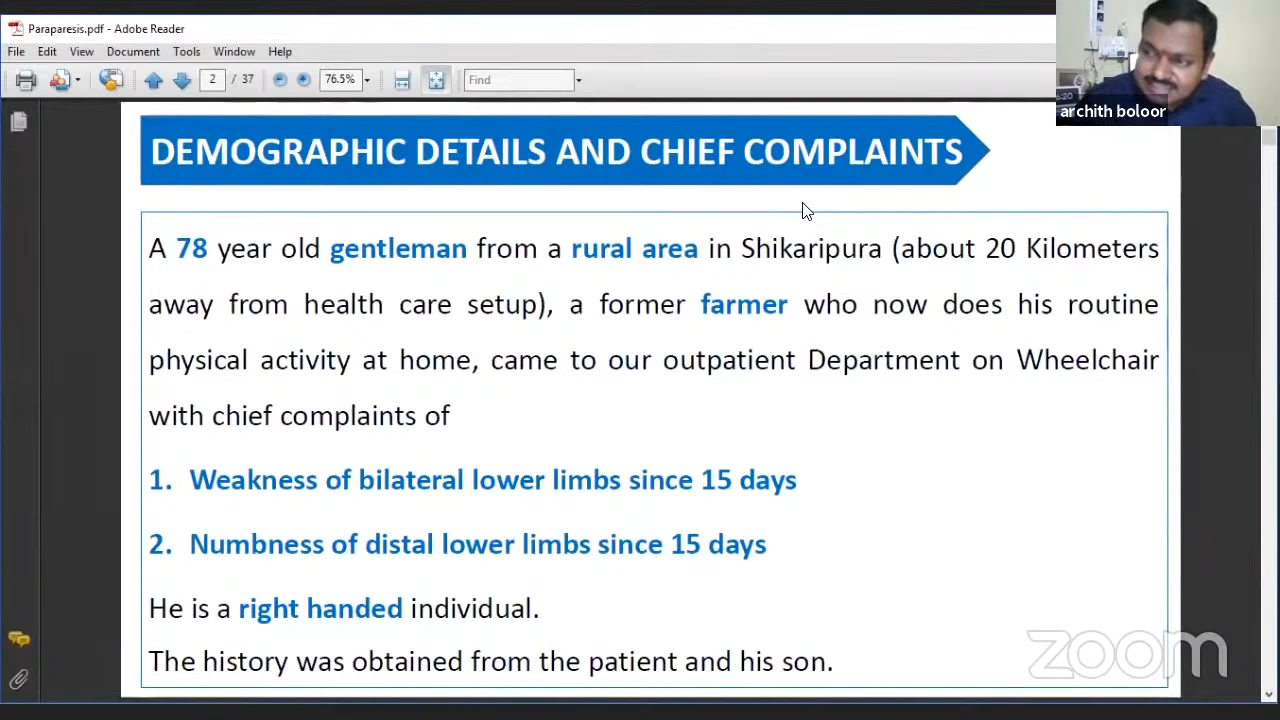 Paraparesis.pdf - Adobe Reader
File Edit View Document Tools Window Help
2 / 37 76.5% Find
archith boloor
DEMOGRAPHIC DETAILS AND CHIEF COMPLAINTS
A 78 year old gentleman from a rural area in Shikaripura (about 20 Kilometers
away from health care setup), a former farmer who now does his routine
physical activity at home, came to our outpatient Department on Wheelchair
with chief complaints of
1. Weakness of bilateral lower limbs since 15 days
2. Numbness of distal lower limbs since 15 days
He is a right handed individual.
The history was obtained from the patient and his son.
zoom